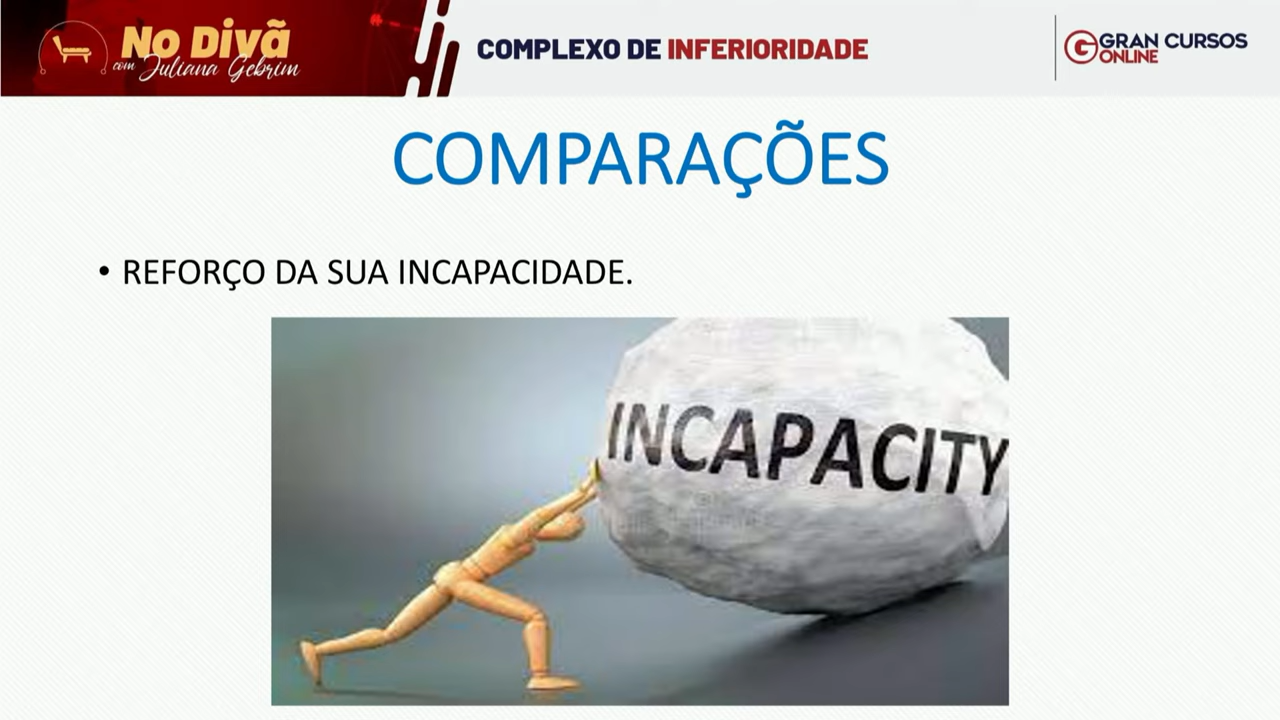 No Divã
com Juliana Gebrim
COMPLEXO DE INFERIORIDADE
GRAN CURSOS
ONLINE
COMPARAÇÕES
• REFORÇO DA SUA INCAPACIDADE.
INCAPACITY